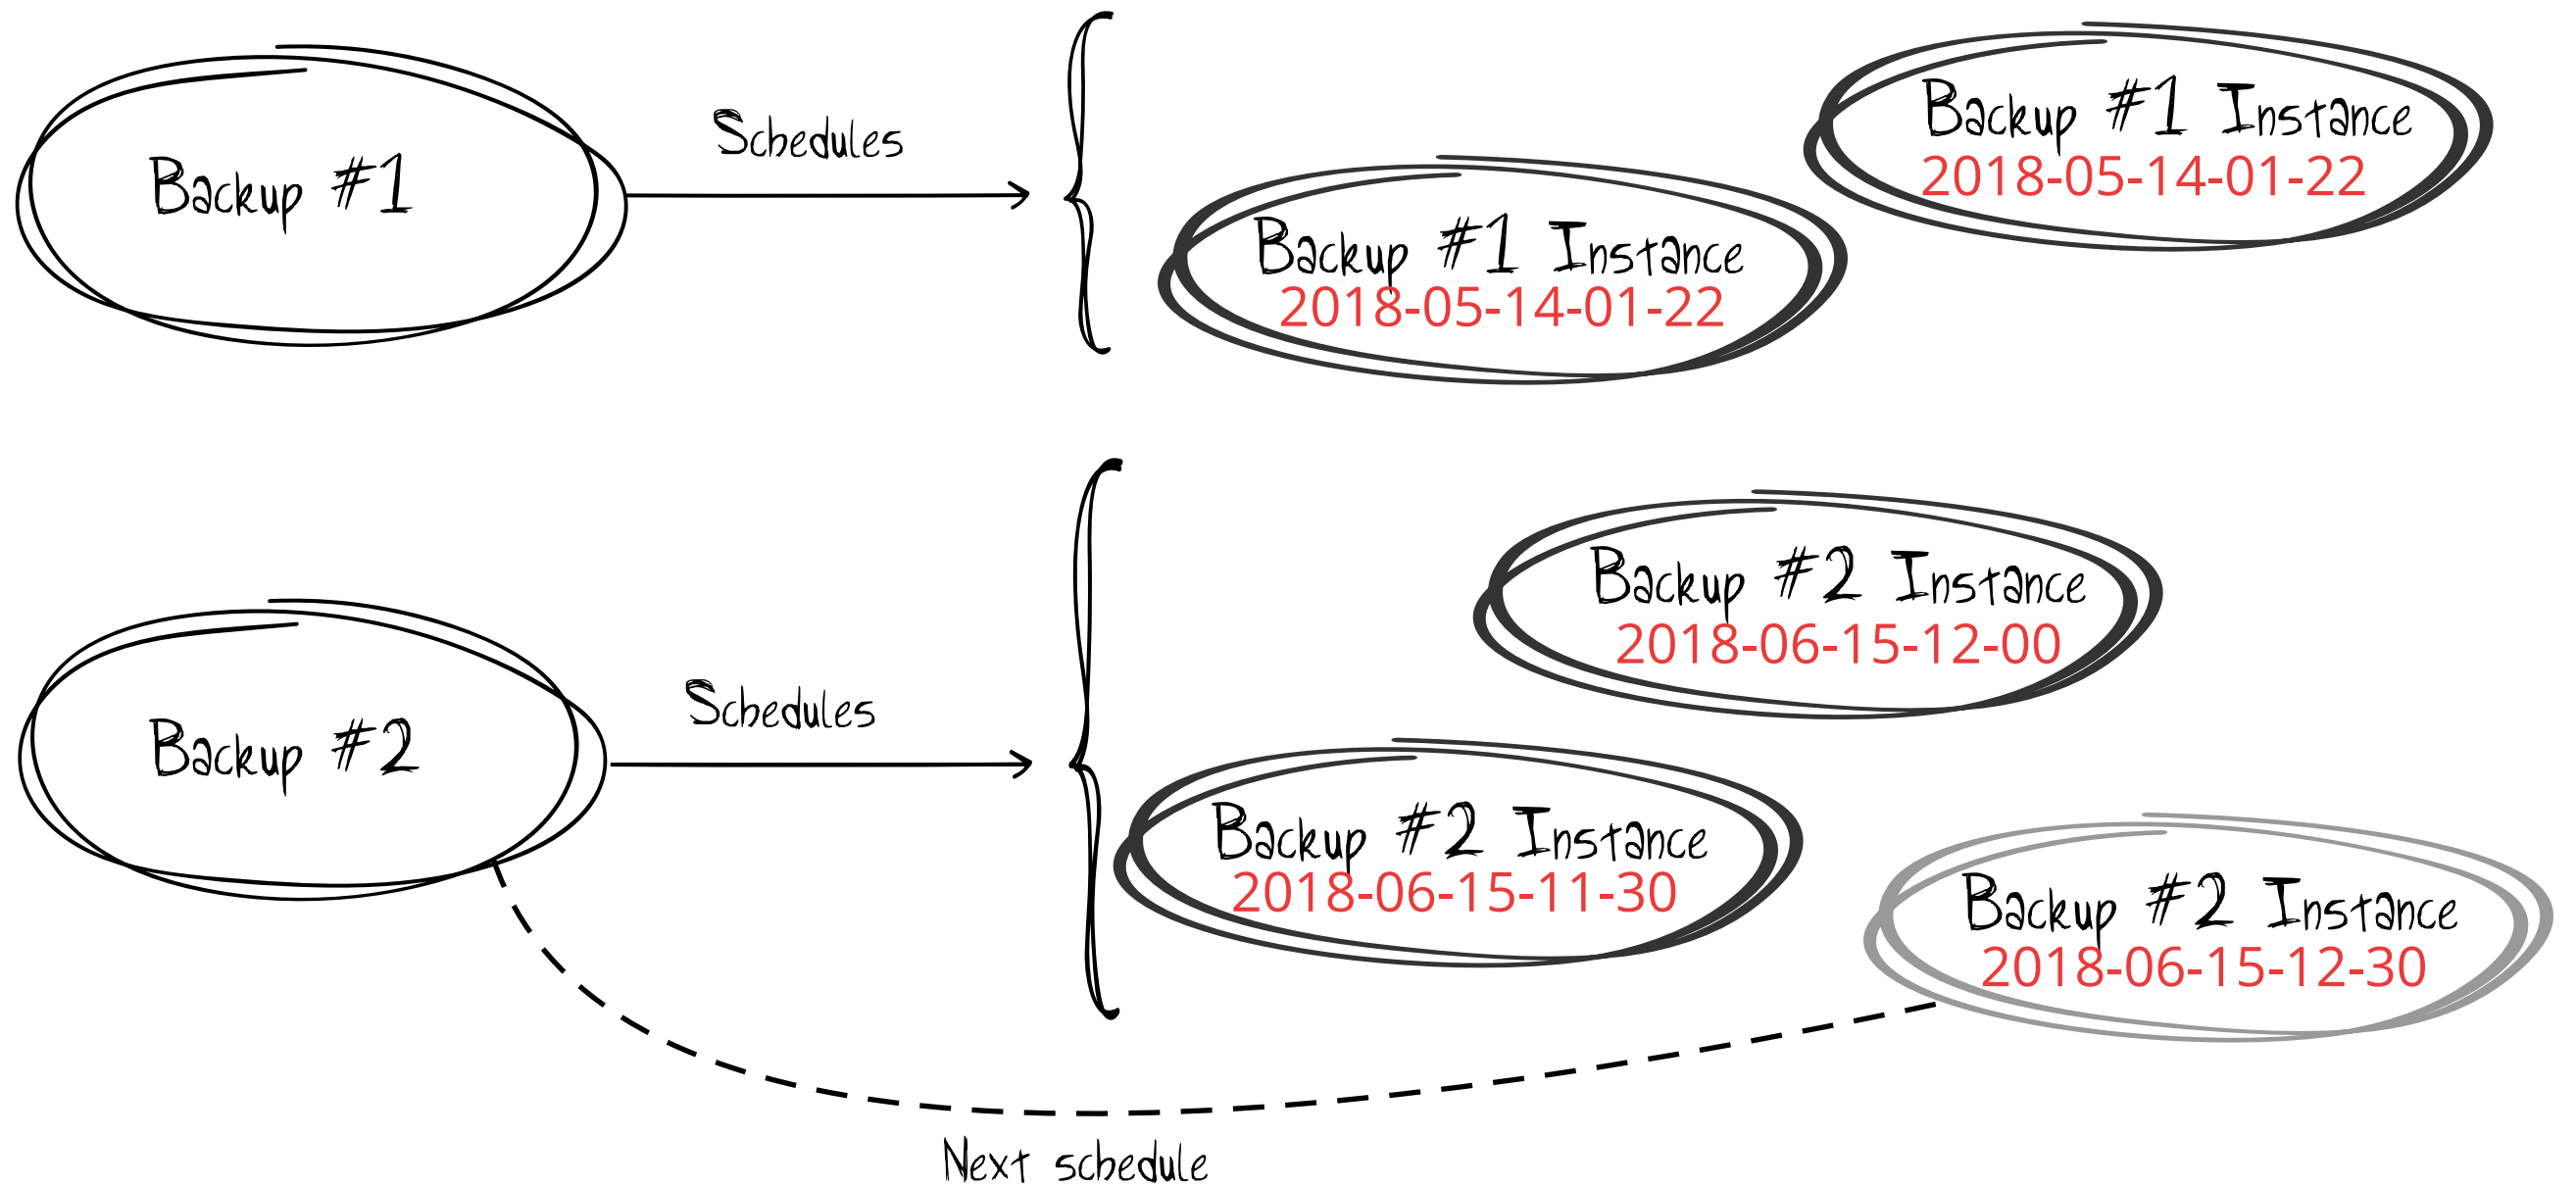 Backup #1
Schedules
Backup #1 Instance
2018-05-14-01-22
Backup #1 Instance
2018-05-14-01-22
Backup #2
Schedules
Backup #2 Instance
2018-06-15-12-00
Backup #2 Instance
2018-06-15-11-30
Backup #2 Instance
2018-06-15-12-30
Next schedule